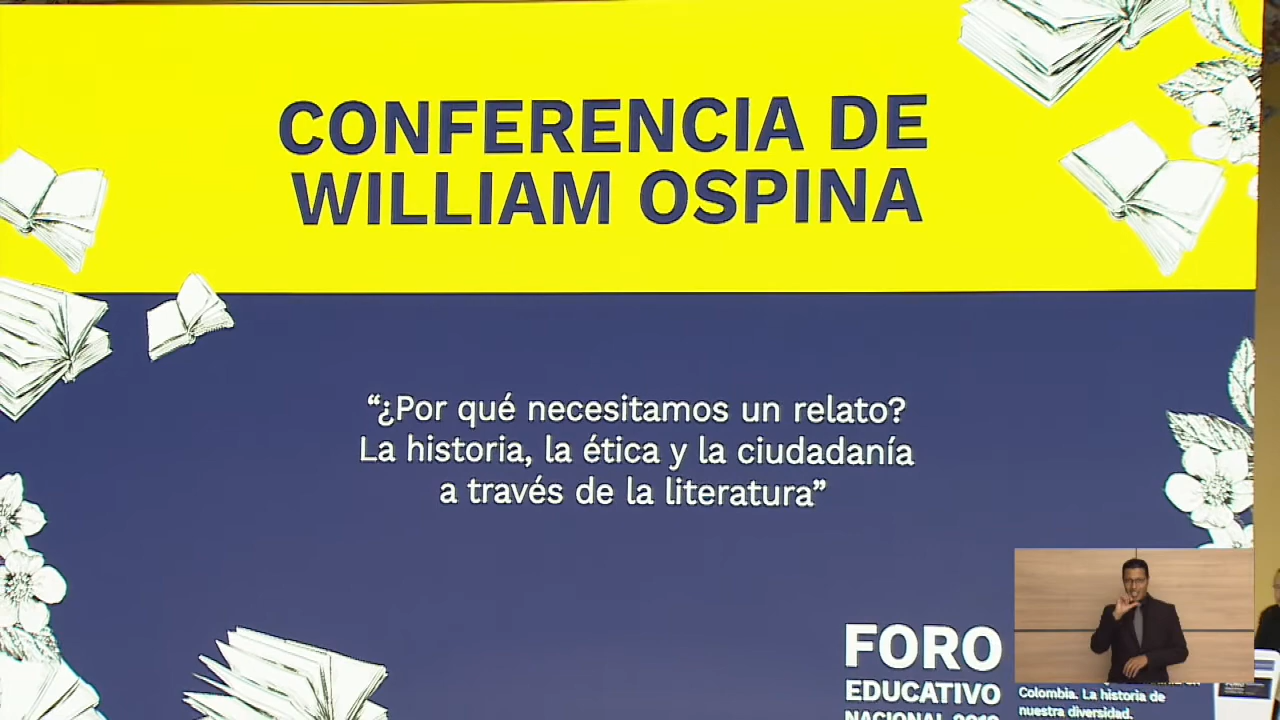 CONFERENCIA DE
WILLIAM OSPINA
“¿Por qué necesitamos un relato?
La historia, la ética y la ciudadanía
a través de la literatura”
FORO
EDUCATIVO
NACIONAL
Colombia. La historia de
nuestra diversidad.